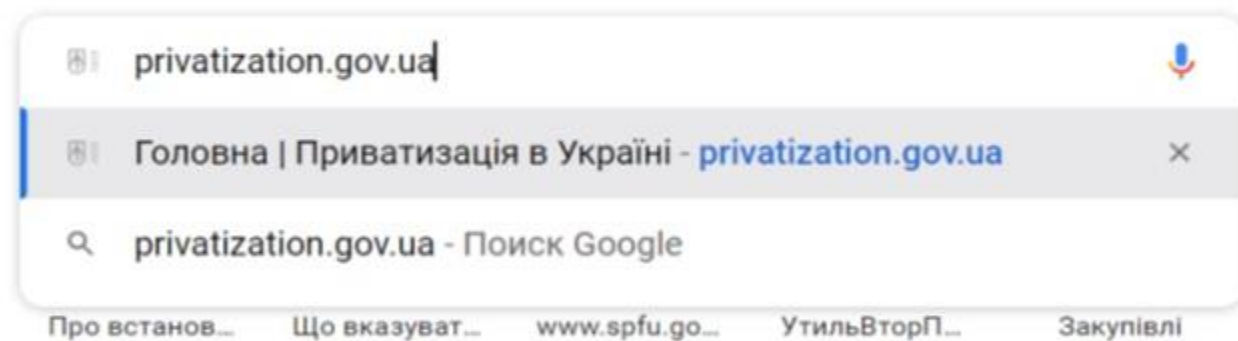 privatization.gov.ua
Головна | Приватизація в Україні - privatization.gov.ua
privatization.gov.ua - Поиск Google
Про встанов... Що вказуват... www.spfu.go... УтильВторП... Закупівлі